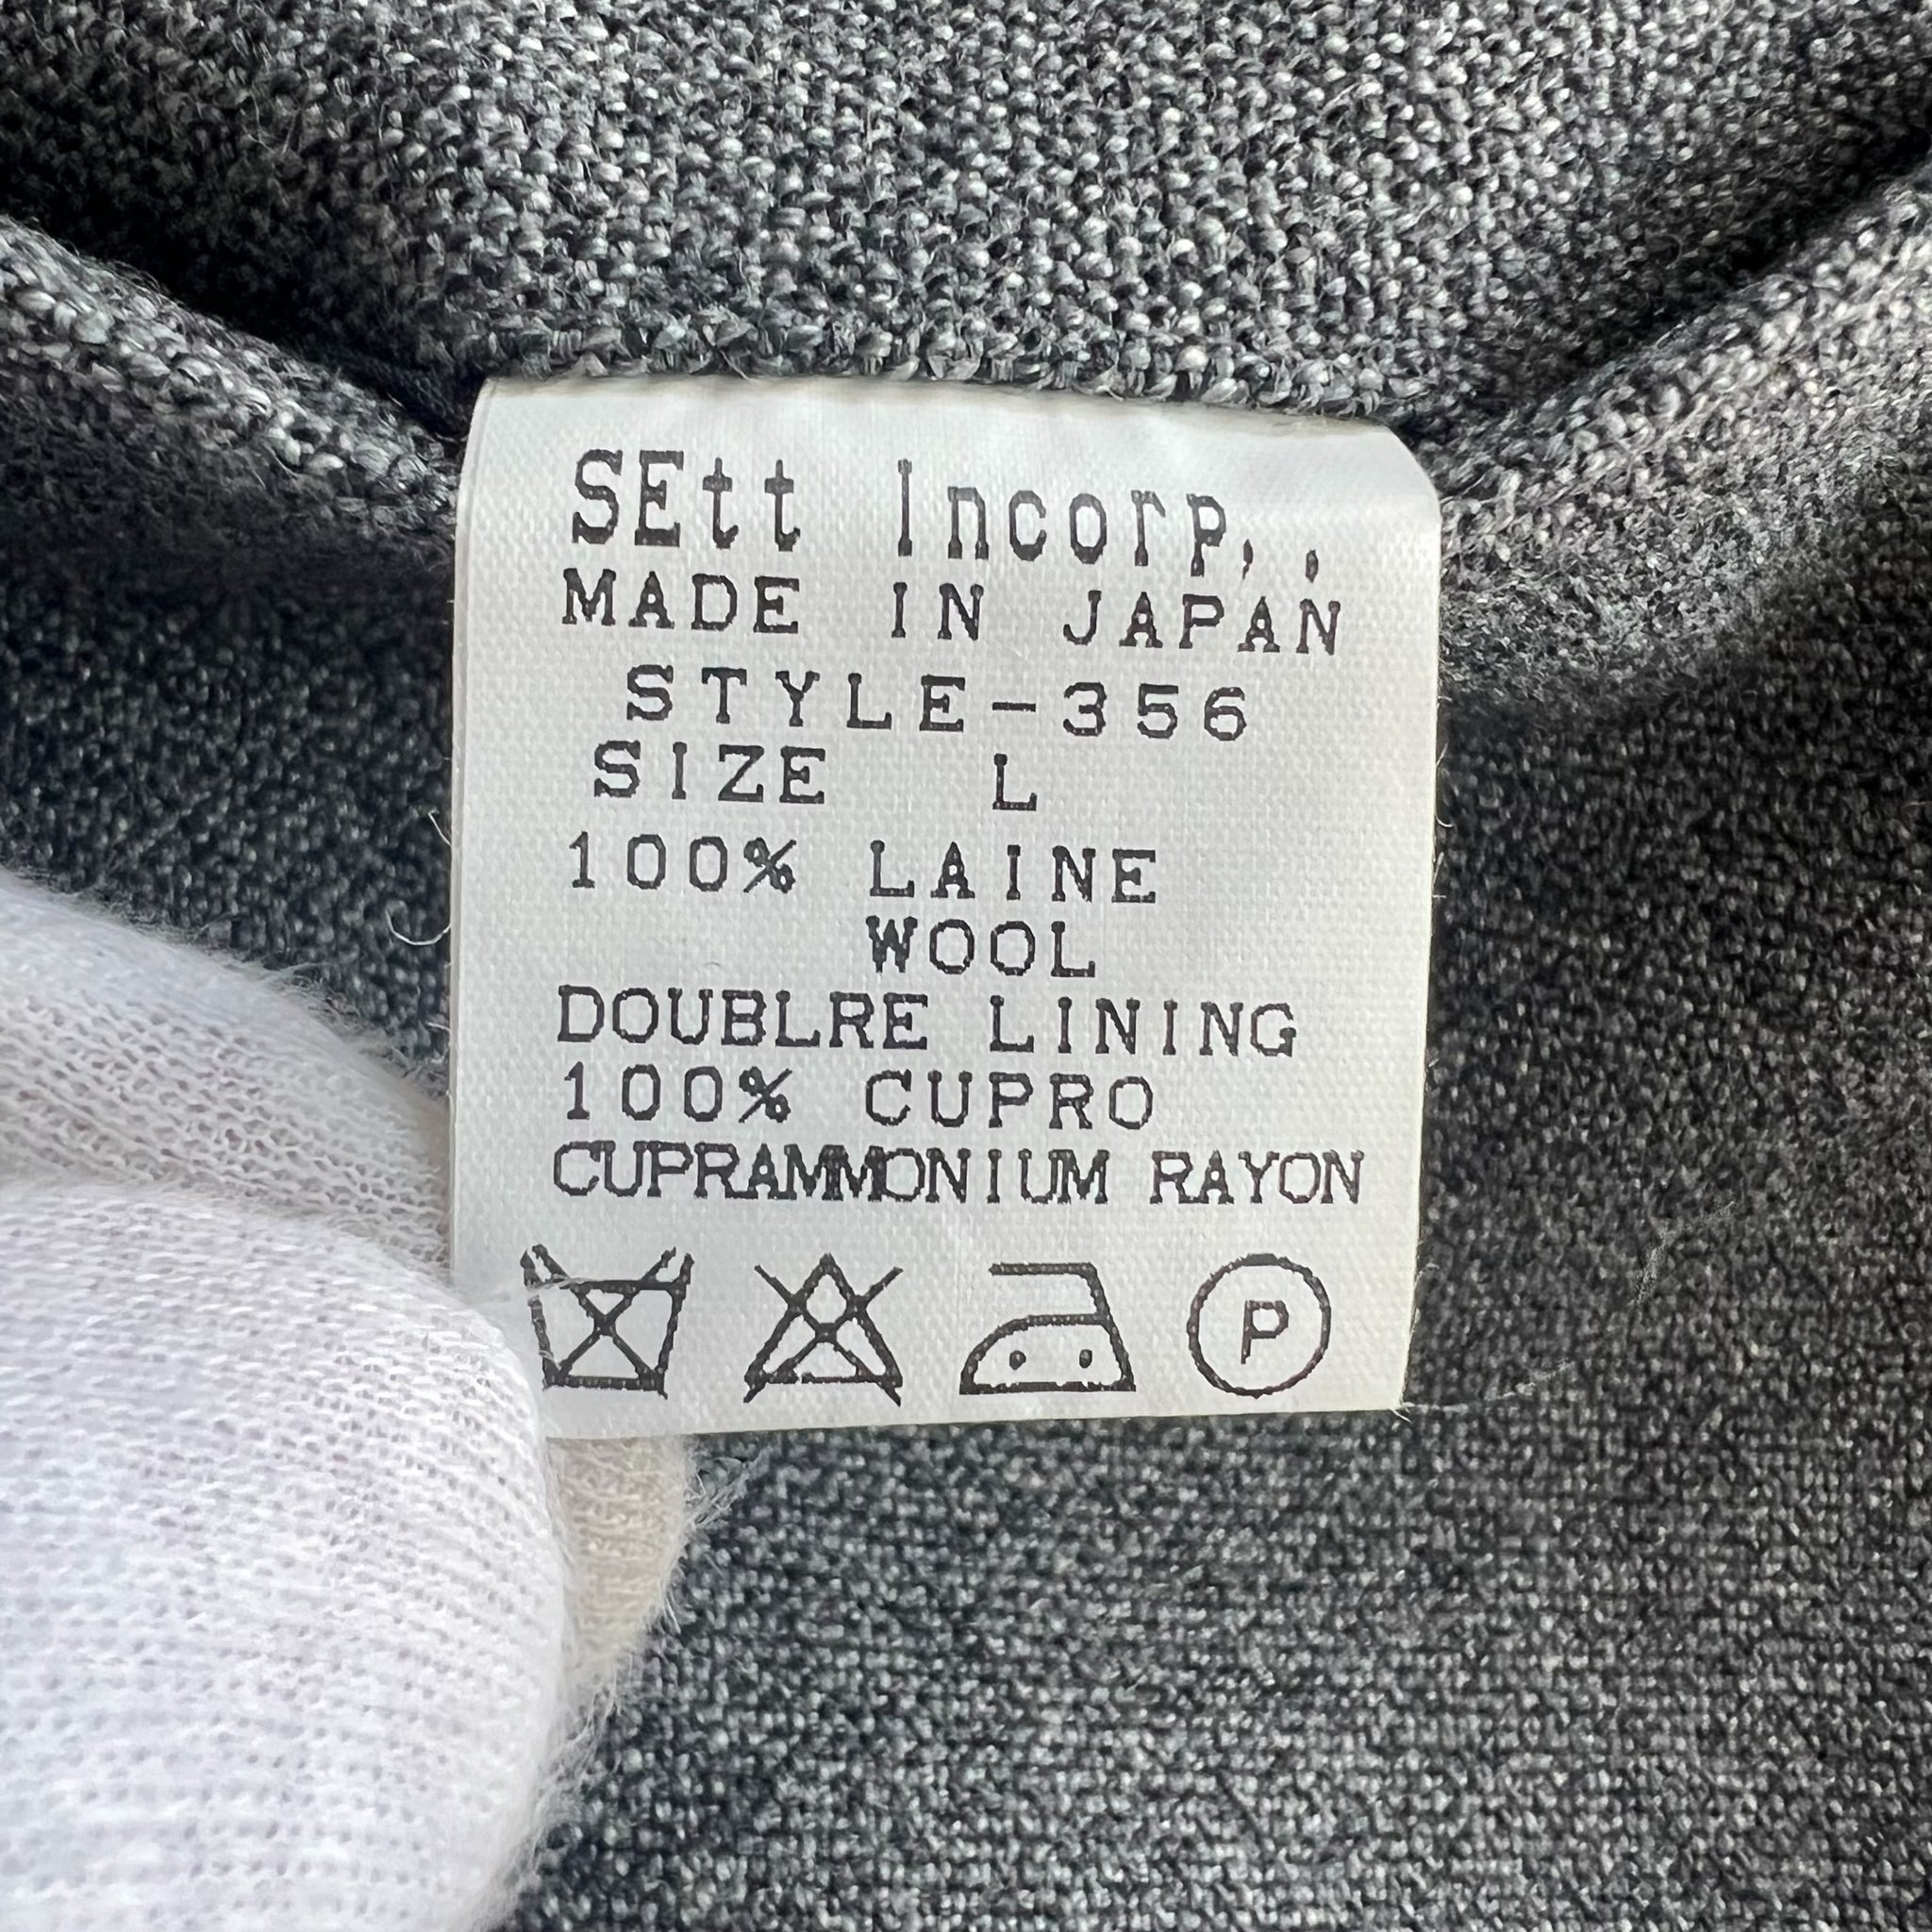 SEtt Incorp,.
MADE IN JAPAN
STYLE-356
SIZE L
100% LAINE
WOOL
DOUBLRE LINING
100% CUPRO
CUPRAMMONIUM RAYON
P